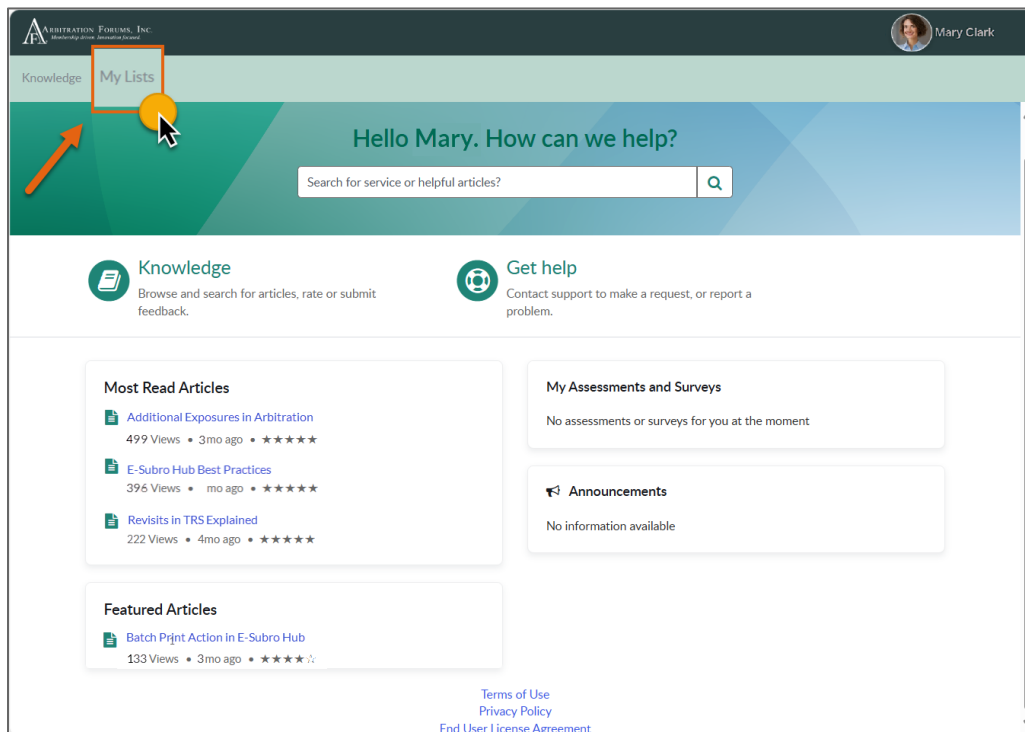 ARBITRATION FORUMS, INC.
Membership driven. Innovation focused.
Mary Clark
Knowledge
My Lists
Hello Mary. How can we help?
Search for service or helpful articles?
Knowledge
Browse and search for articles, rate or submit
feedback.
Get help
Contact support to make a request, or report a
problem.
Most Read Articles
Additional Exposures in Arbitration
499 Views • 3mo ago • ★★★★★
E-Subro Hub Best Practices
396 Views • mo ago • ★★★★★
Revisits in TRS Explained
222 Views • 4mo ago • ★★★★★
My Assessments and Surveys
No assessments or surveys for you at the moment
Announcements
No information available
Featured Articles
Batch Print Action in E-Subro Hub
133 Views • 3mo ago • ★★★★☆
Terms of Use
Privacy Policy
End User License Agreement